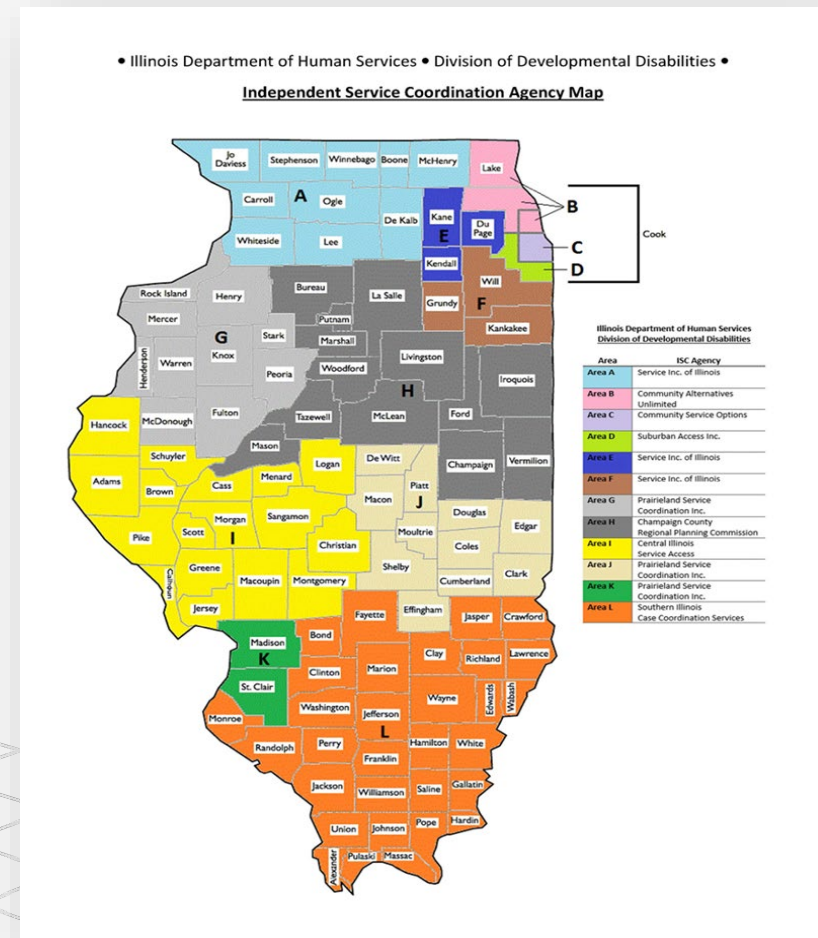 • Illinois Department of Human Services • Division of Developmental Disabilities •
Independent Service Coordination Agency Map
Jo
Daviess
Stephenson
Winnebago
Boone
McHenry
Lake
Carroll
A
Ogle
De Kalb
Kane
E
Du
Page
B
C
D
Cook
Whiteside
Lee
Kendall
Will
Rock Island
Henry
Bureau
La Salle
Grundy
F
Kankakee
Mercer
Putnam
Stark
Marshall
G
Knox
Henderson
Warren
Peoria
Woodford
Livingston
Iroquois
H
Fulton
McDonough
Tazewell
McLean
Ford
Hancock
Mason
Schuyler
Logan
De Witt
Champaign
Vermilion
Adams
Brown
Cass
Menard
Macon
Piatt
J
Morgan
Sangamon
Douglas
Edgar
Pike
Scott
I
Christian
Moultrie
Coles
Greene
Shelby
Clark
Calhoun
Macoupin
Montgomery
Cumberland
Jersey
Fayette
Effingham
Jasper
Crawford
Madison
Bond
K
Clay
Richland
Lawrence
St. Clair
Clinton
Marion
Wayne
Edwards
Wabash
Monroe
Washington
Jefferson
L
Randolph
Perry
Hamilton
White
Franklin
Jackson
Williamson
Saline
Gallatin
Union
Johnson
Pope
Hardin
Alexander
Pulaski
Massac
Illinois Department of Human Services
Division of Developmental Disabilities
Area ISC Agency
Area A Service Inc. of Illinois
Area B Community Alternatives
Unlimited
Area C Community Service Options
Area D Suburban Access Inc.
Area E Service Inc. of Illinois
Area F Service Inc. of Illinois
Area G Prairieland Service
Coordination Inc.
Area H Champaign County
Regional Planning Commission
Area I Central Illinois
Service Access
Area J Prairieland Service
Coordination Inc.
Area K Prairieland Service
Coordination Inc.
Area L Southern Illinois
Case Coordination Services